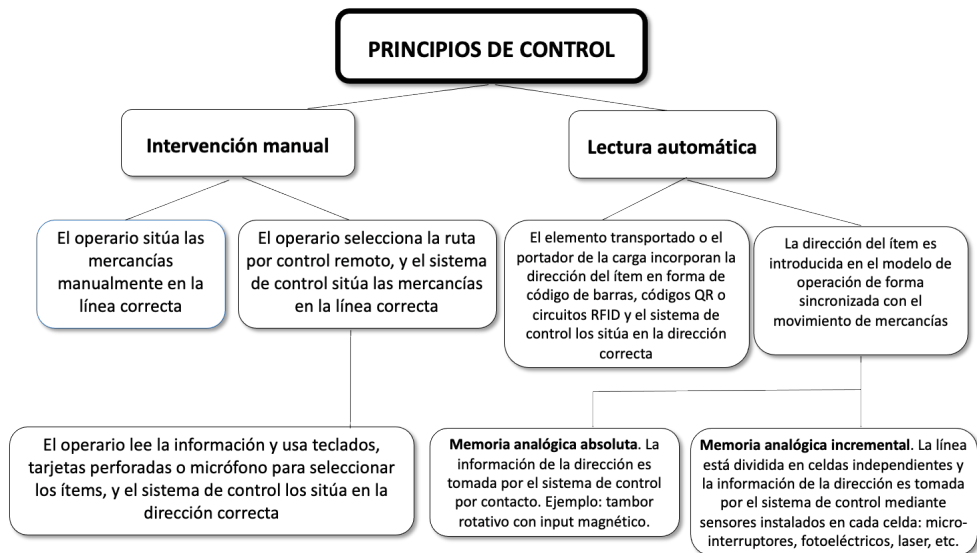 PRINCIPIOS DE CONTROL
Intervención manual
Lectura automática
El operario sitúa las
mercancías
manualmente en la
línea correcta
El operario selecciona la ruta
por control remoto, y el sistema
de control sitúa las mercancías
en la línea correcta
El elemento transportado o el
portador de la carga incorporan la
dirección del ítem en forma de
código de barras, códigos QR o
circuitos RFID y el sistema de
control los sitúa en la dirección
correcta
La dirección del ítem es
introducida en el modelo de
operación de forma
sincronizada con el
movimiento de mercancías
El operario lee la información y usa teclados,
tarjetas perforadas o micrófono para seleccionar
los ítems, y el sistema de control los sitúa en la
dirección correcta
Memoria analógica absoluta. La
información de la dirección es
tomada por el sistema de control
por contacto. Ejemplo: tambor
rotativo con input magnético.
Memoria analógica incremental. La línea
está dividida en celdas independientes y
la información de la dirección es tomada
por el sistema de control mediante
sensores instalados en cada celda: micro-
interruptores, fotoeléctricos, laser, etc.